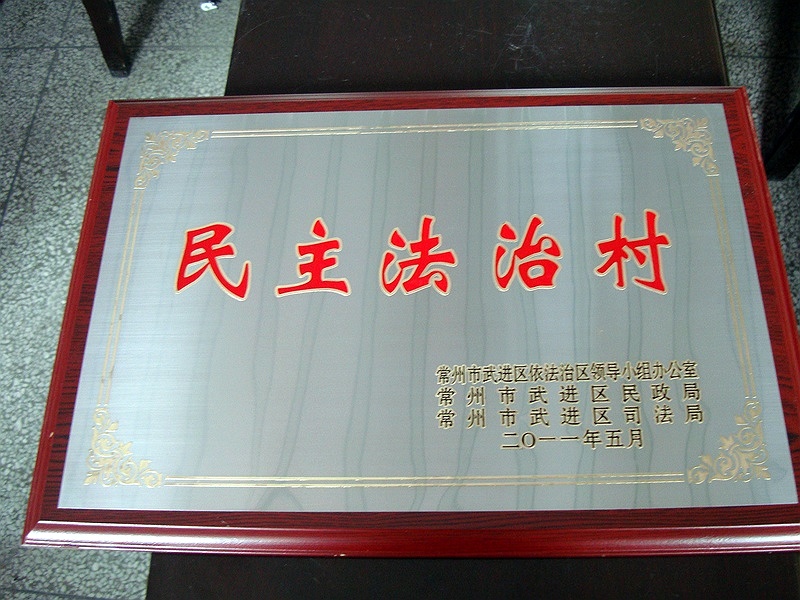 民主法治村
常州市武进区依法治区领导小组办公室
常州市武进区民政局
常州市武进区司法局
二〇一一年五月